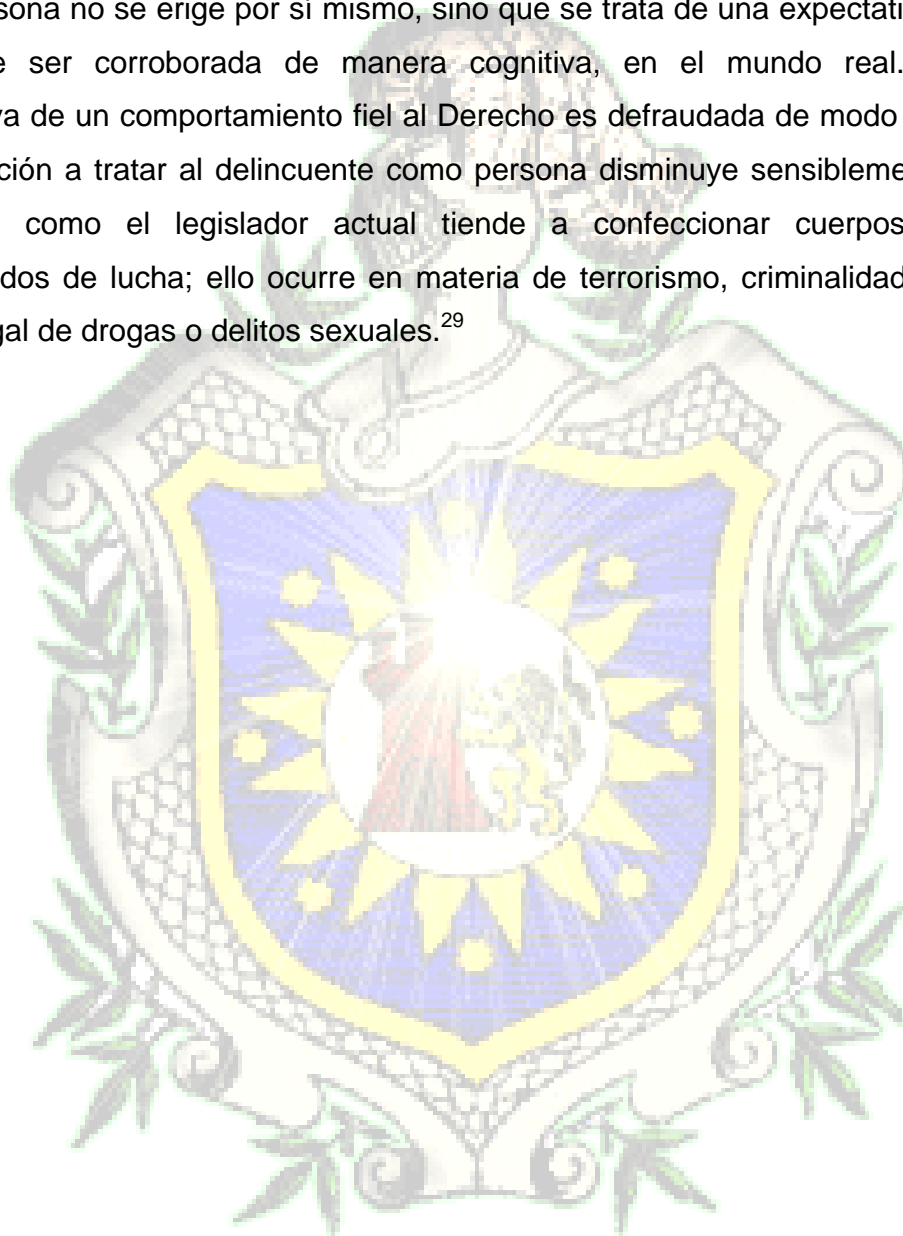 sona no se erige por sí mismo, sino que se trata de una expectati
e ser corroborada de manera cognitiva, en el mundo real.
va de un comportamiento fiel al Derecho es defraudada de modo
ción a tratar al delincuente como persona disminuye sensibleme
como el legislador actual tiende a confeccionar cuerpos
dos de lucha; ello ocurre en materia de terrorismo, criminalidad
gal de drogas o delitos sexuales.29